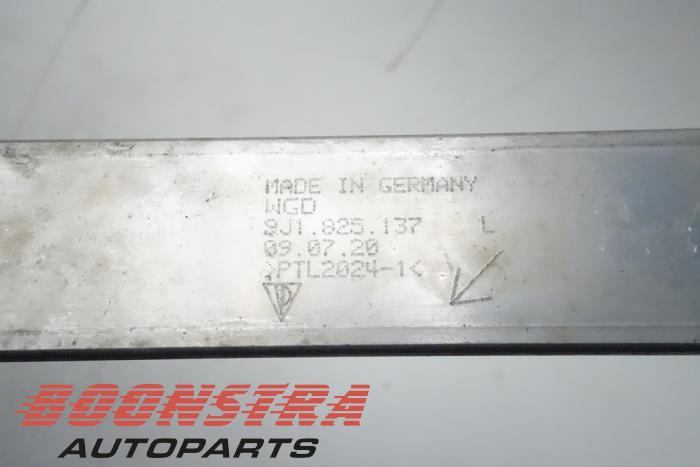 MADE IN GERMANY
WGD
9J1.825.137 L
09.07.20
>PTL2024-1<
BOONSTRA
AUTOPARTS